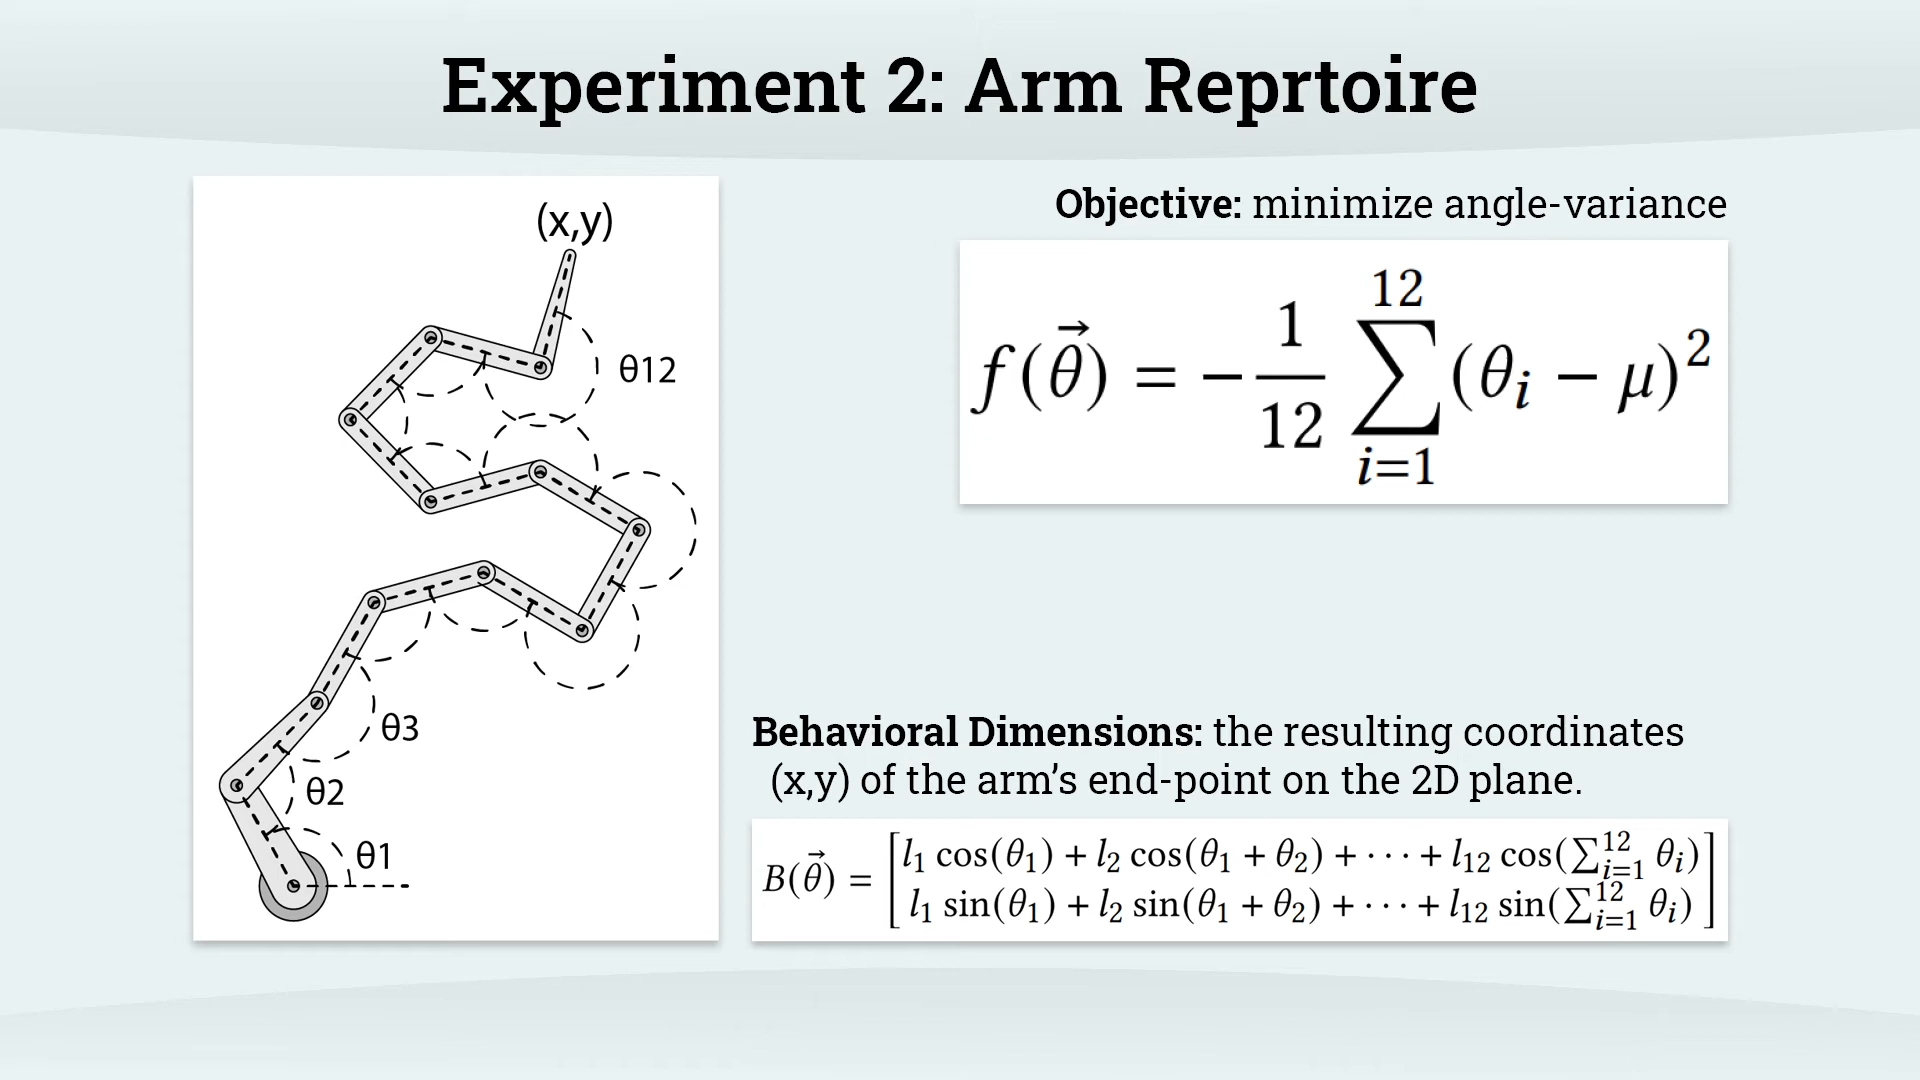 Experiment 2: Arm Reprtoire
(x,y)
θ12
θ3
θ2
θ1
Objective: minimize angle-variance
f(θ⃗) = −1/12 ∑_{i=1}^{12} (θ_i − μ)^2
Behavioral Dimensions: the resulting coordinates
(x,y) of the arm’s end-point on the 2D plane.
B(θ⃗) = [l_1 cos(θ_1) + l_2 cos(θ_1 + θ_2) + · · · + l_12 cos(∑_{i=1}^{12} θ_i)
l_1 sin(θ_1) + l_2 sin(θ_1 + θ_2) + · · · + l_12 sin(∑_{i=1}^{12} θ_i)]